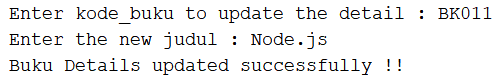 Enter kode_buku to update the detail : BK011
Enter the new judul : Node.js
Buku Details updated successfully !!